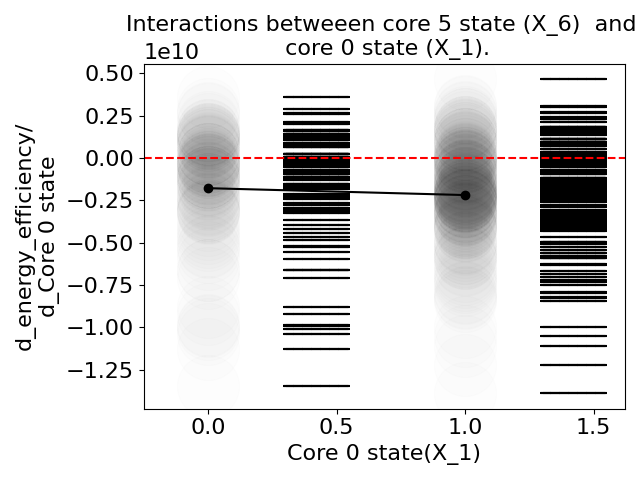 Interactions betweeen core 5 state (X_6)  and
core 0 state (X_1).
1e10
0.50
0.25
0.00
−0.25
−0.50
−0.75
−1.00
−1.25
d_energy_efficiency/
d_Core 0 state
0.0 0.5 1.0 1.5
Core 0 state(X_1)